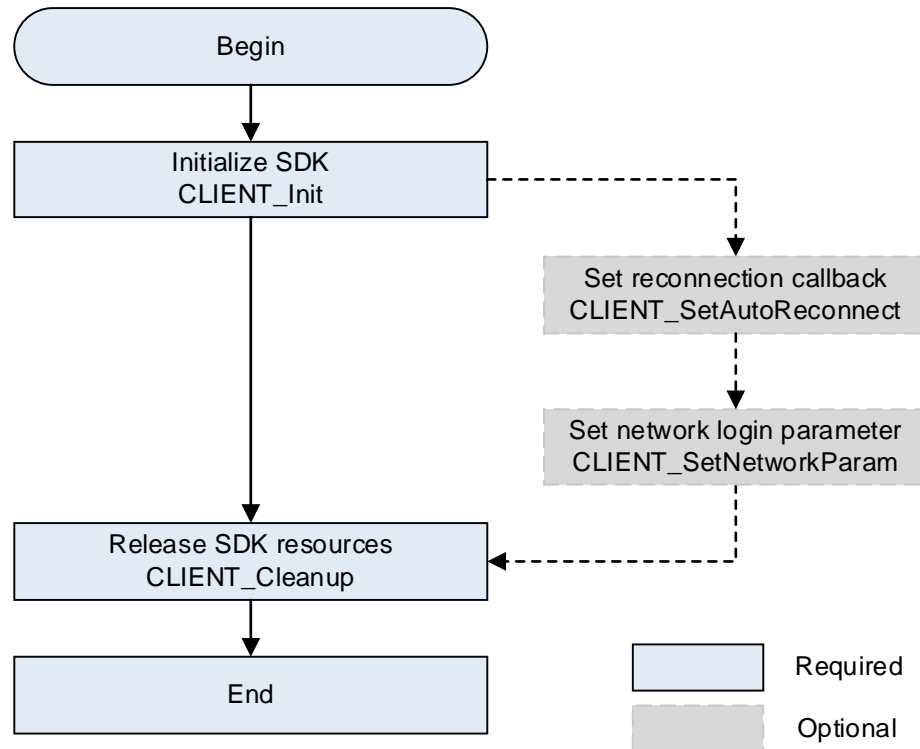 Begin
Initialize SDK
CLIENT_Init
Set reconnection callback
CLIENT_SetAutoReconnect
Set network login parameter
CLIENT_SetNetworkParam
Release SDK resources
CLIENT_Cleanup
End
Required
Optional